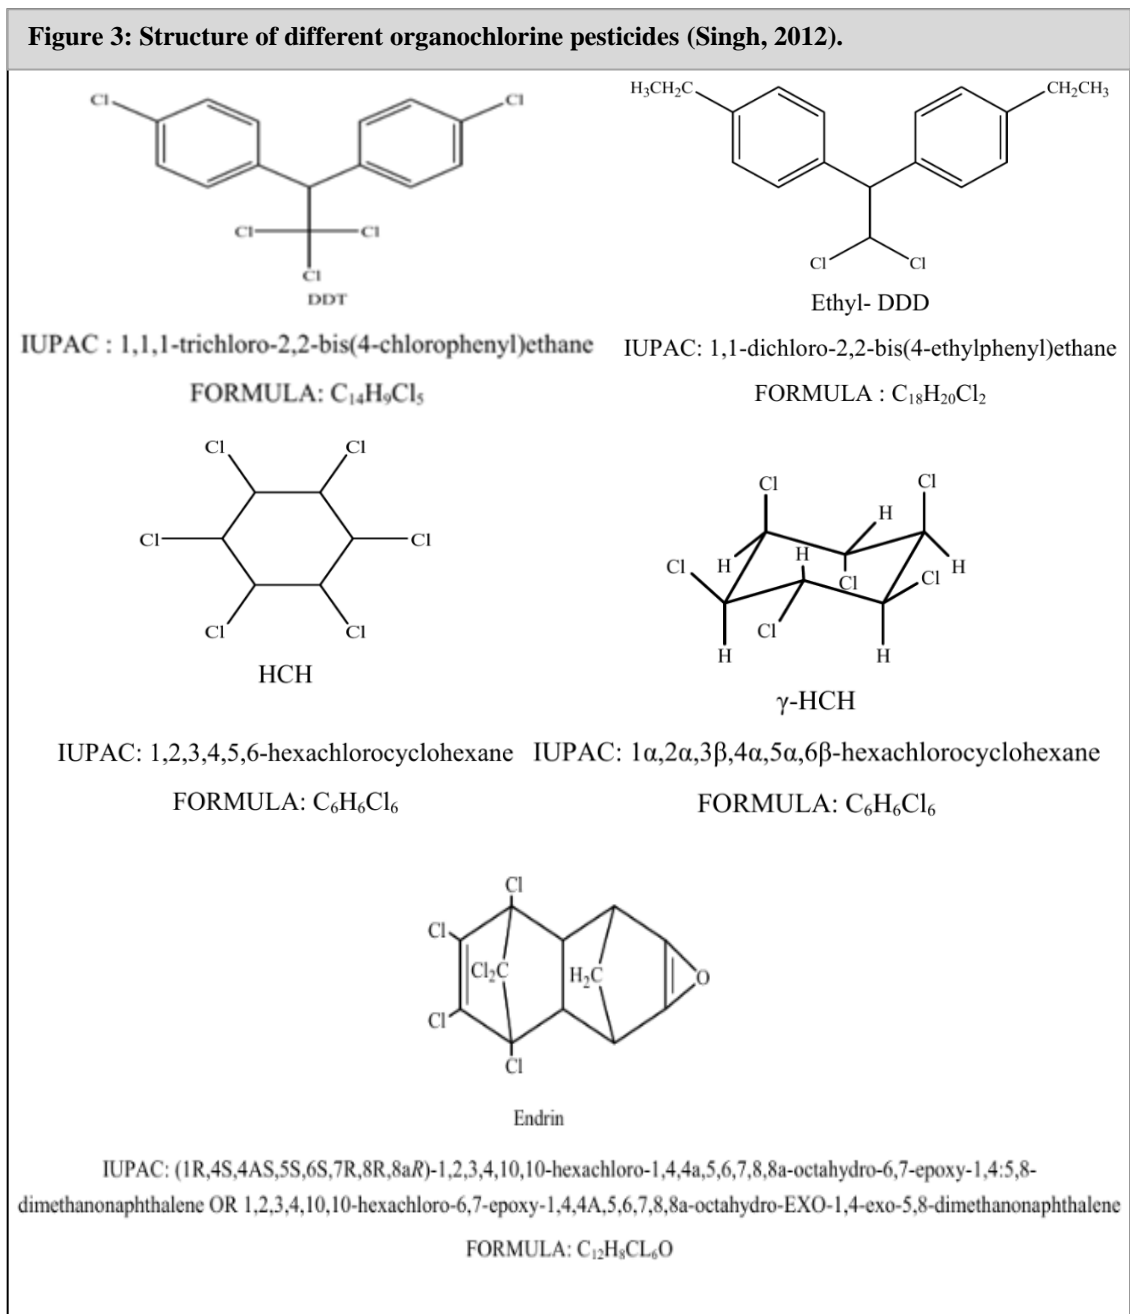 Figure 3: Structure of different organochlorine pesticides (Singh, 2012).
Cl
Cl
Cl
Cl
Cl
DDT
IUPAC : 1,1,1-trichloro-2,2-bis(4-chlorophenyl)ethane
FORMULA: C₁₄H₉Cl₅
H₃CH₂C
CH₂CH₃
Cl
Cl
Ethyl- DDD
IUPAC: 1,1-dichloro-2,2-bis(4-ethylphenyl)ethane
FORMULA : C₁₈H₂₀Cl₂
Cl
Cl
Cl
Cl
Cl
Cl
HCH
IUPAC: 1,2,3,4,5,6-hexachlorocyclohexane
FORMULA: C₆H₆Cl₆
Cl
Cl
H
H
H
H
Cl
Cl
Cl
Cl
H
H
γ-HCH
IUPAC: 1α,2α,3β,4α,5α,6β-hexachlorocyclohexane
FORMULA: C₆H₆Cl₆
Cl
Cl
Cl₂C
H₂C
O
Cl
Cl
Endrin
IUPAC: (1R,4S,4AS,5S,6S,7R,8R,8aR)-1,2,3,4,10,10-hexachloro-1,4,4a,5,6,7,8,8a-octahydro-6,7-epoxy-1,4:5,8-
dimethanonaphthalene OR 1,2,3,4,10,10-hexachloro-6,7-epoxy-1,4,4A,5,6,7,8,8a-octahydro-EXO-1,4-exo-5,8-dimethanonaphthalene
FORMULA: C₁₂H₈CL₆O